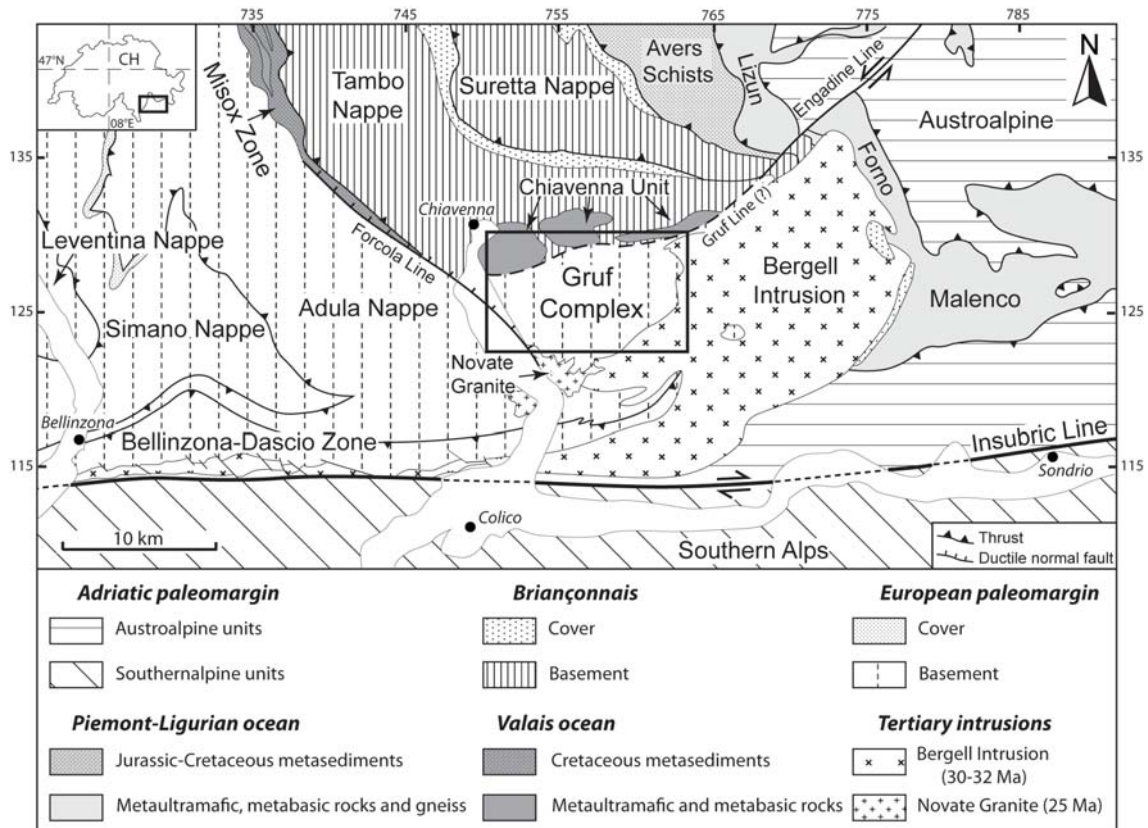 735
745
755
765
775
785
47°N
CH
08°E
N
Misox Zone
Tambo
Nappe
Suretta Nappe
Avers
Schists
Lizun
Engadine Line
Austroalpine
135
135
Forno
Chiavenna Unit
Chiavenna
Gruf Line (?)
Leventina Nappe
Forcola Line
Gruf
Complex
Bergell
Intrusion
Malenco
125
125
Simano Nappe
Adula Nappe
Novate
Granite
Bellinzona
Bellinzona-Dascio Zone
Insubric Line
Sondrio
115
115
Colico
10 km
Southern Alps
Thrust
Ductile normal fault
Adriatic paleomargin
Austroalpine units
Southernalpine units
Briançonnais
Cover
Basement
European paleomargin
Cover
Basement
Piemont-Ligurian ocean
Jurassic-Cretaceous metasediments
Metaultramafic, metabasic rocks and gneiss
Valais ocean
Cretaceous metasediments
Metaultramafic and metabasic rocks
Tertiary intrusions
Bergell Intrusion
(30-32 Ma)
Novate Granite (25 Ma)